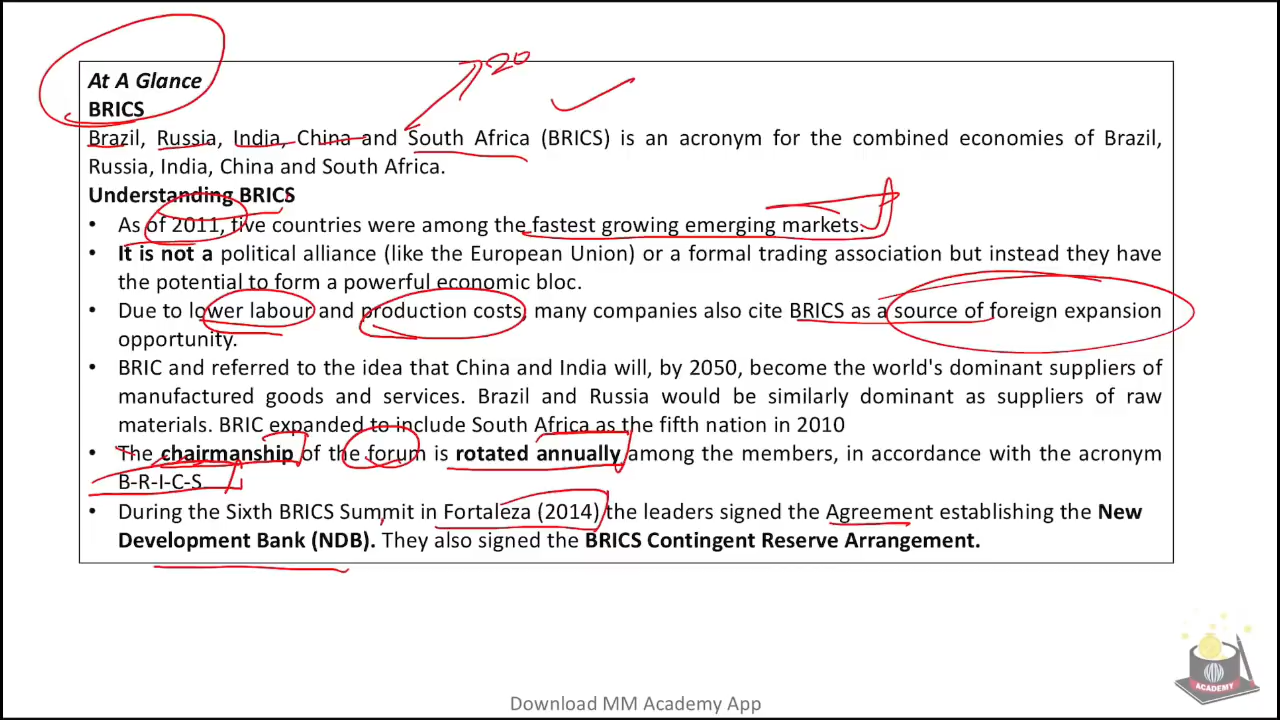 At A Glance
BRICS
20
Brazil, Russia, India, China and South Africa (BRICS) is an acronym for the combined economies of Brazil,
Russia, India, China and South Africa.
Understanding BRICS
• As of 2011, five countries were among the fastest growing emerging markets.
• It is not a political alliance (like the European Union) or a formal trading association but instead they have
the potential to form a powerful economic bloc.
• Due to lower labour and production costs, many companies also cite BRICS as a source of foreign expansion
opportunity.
• BRIC and referred to the idea that China and India will, by 2050, become the world's dominant suppliers of
manufactured goods and services. Brazil and Russia would be similarly dominant as suppliers of raw
materials. BRIC expanded to include South Africa as the fifth nation in 2010
• The chairmanship of the forum is rotated annually among the members, in accordance with the acronym
B-R-I-C-S.
• During the Sixth BRICS Summit in Fortaleza (2014) the leaders signed the Agreement establishing the New
Development Bank (NDB). They also signed the BRICS Contingent Reserve Arrangement.
ACADEMY
Download MM Academy App